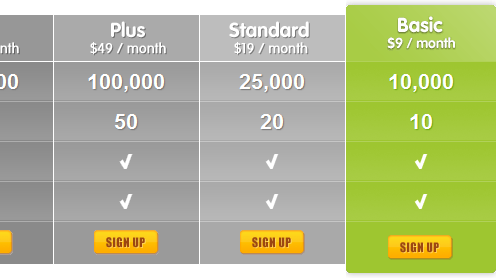 Plus Standard Basic
nth $49 / month $19 / month $9 / month
00 100,000 25,000 10,000
50 20 10
✓ ✓ ✓
✓ ✓ ✓
SIGN UP SIGN UP SIGN UP